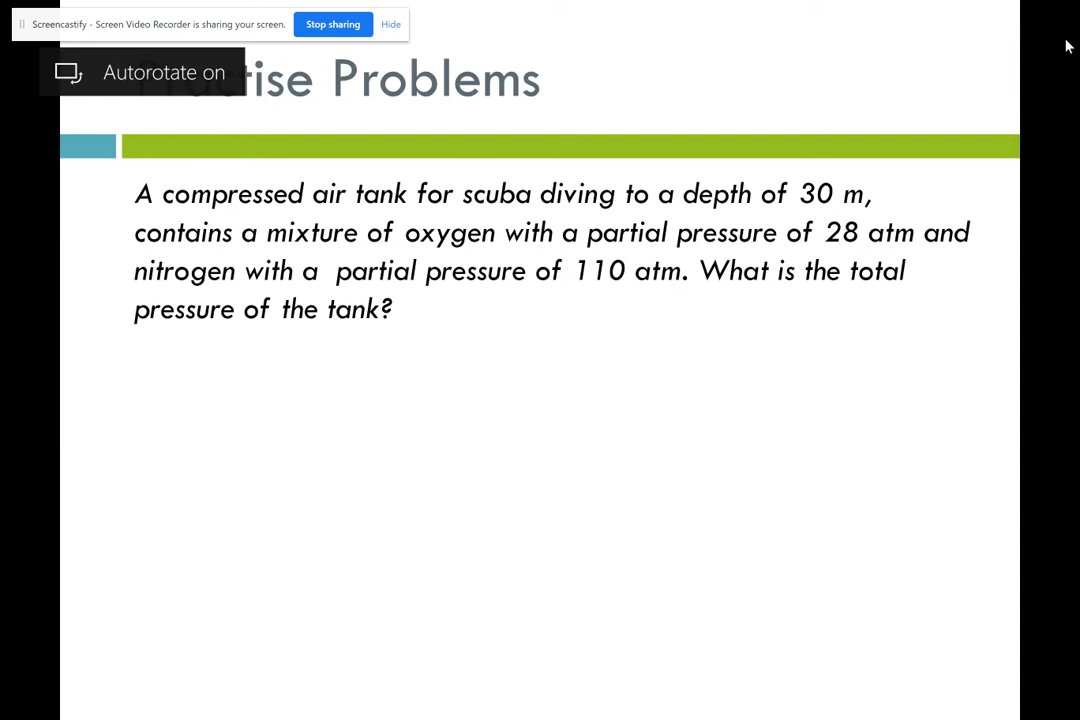 Screencastify - Screen Video Recorder is sharing your screen. Stop sharing Hide
Autorotate on
Practise Problems
A compressed air tank for scuba diving to a depth of 30 m,
contains a mixture of oxygen with a partial pressure of 28 atm and
nitrogen with a partial pressure of 110 atm. What is the total
pressure of the tank?